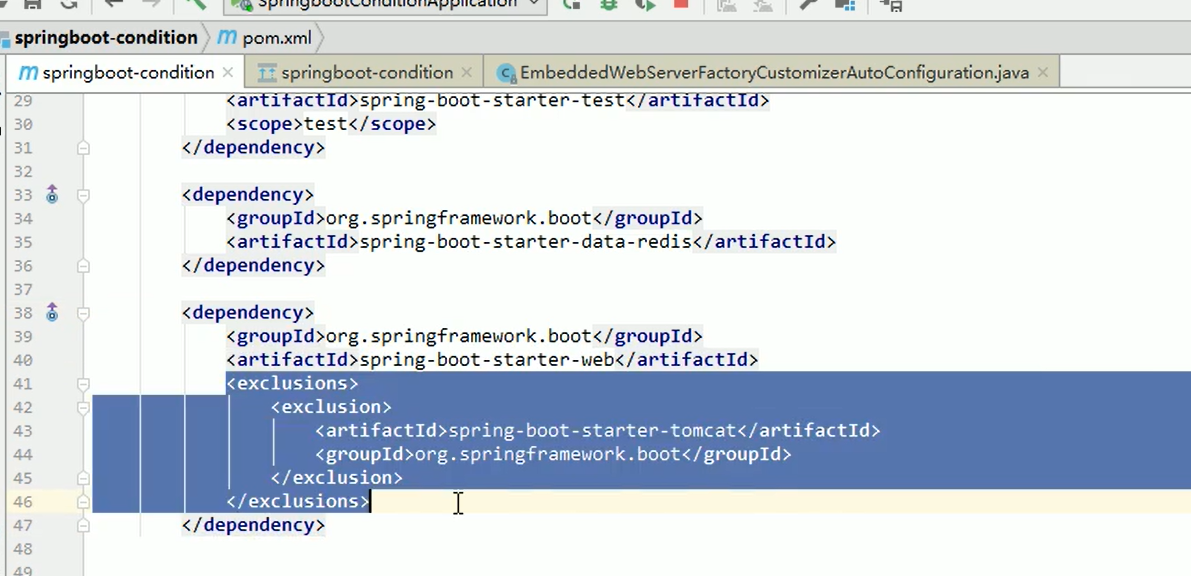 SpringbootConditionApplication
springboot-condition pom.xml
springboot-condition springboot-condition EmbeddedWebServerFactoryCustomizerAutoConfiguration.java
29 <artifactId>spring-boot-starter-test</artifactId>
30 <scope>test</scope>
31 </dependency>
32
33 <dependency>
34 <groupId>org.springframework.boot</groupId>
35 <artifactId>spring-boot-starter-data-redis</artifactId>
36 </dependency>
37
38 <dependency>
39 <groupId>org.springframework.boot</groupId>
40 <artifactId>spring-boot-starter-web</artifactId>
41 <exclusions>
42 <exclusion>
43 <artifactId>spring-boot-starter-tomcat</artifactId>
44 <groupId>org.springframework.boot</groupId>
45 </exclusion>
46 </exclusions>
47 </dependency>
48
49